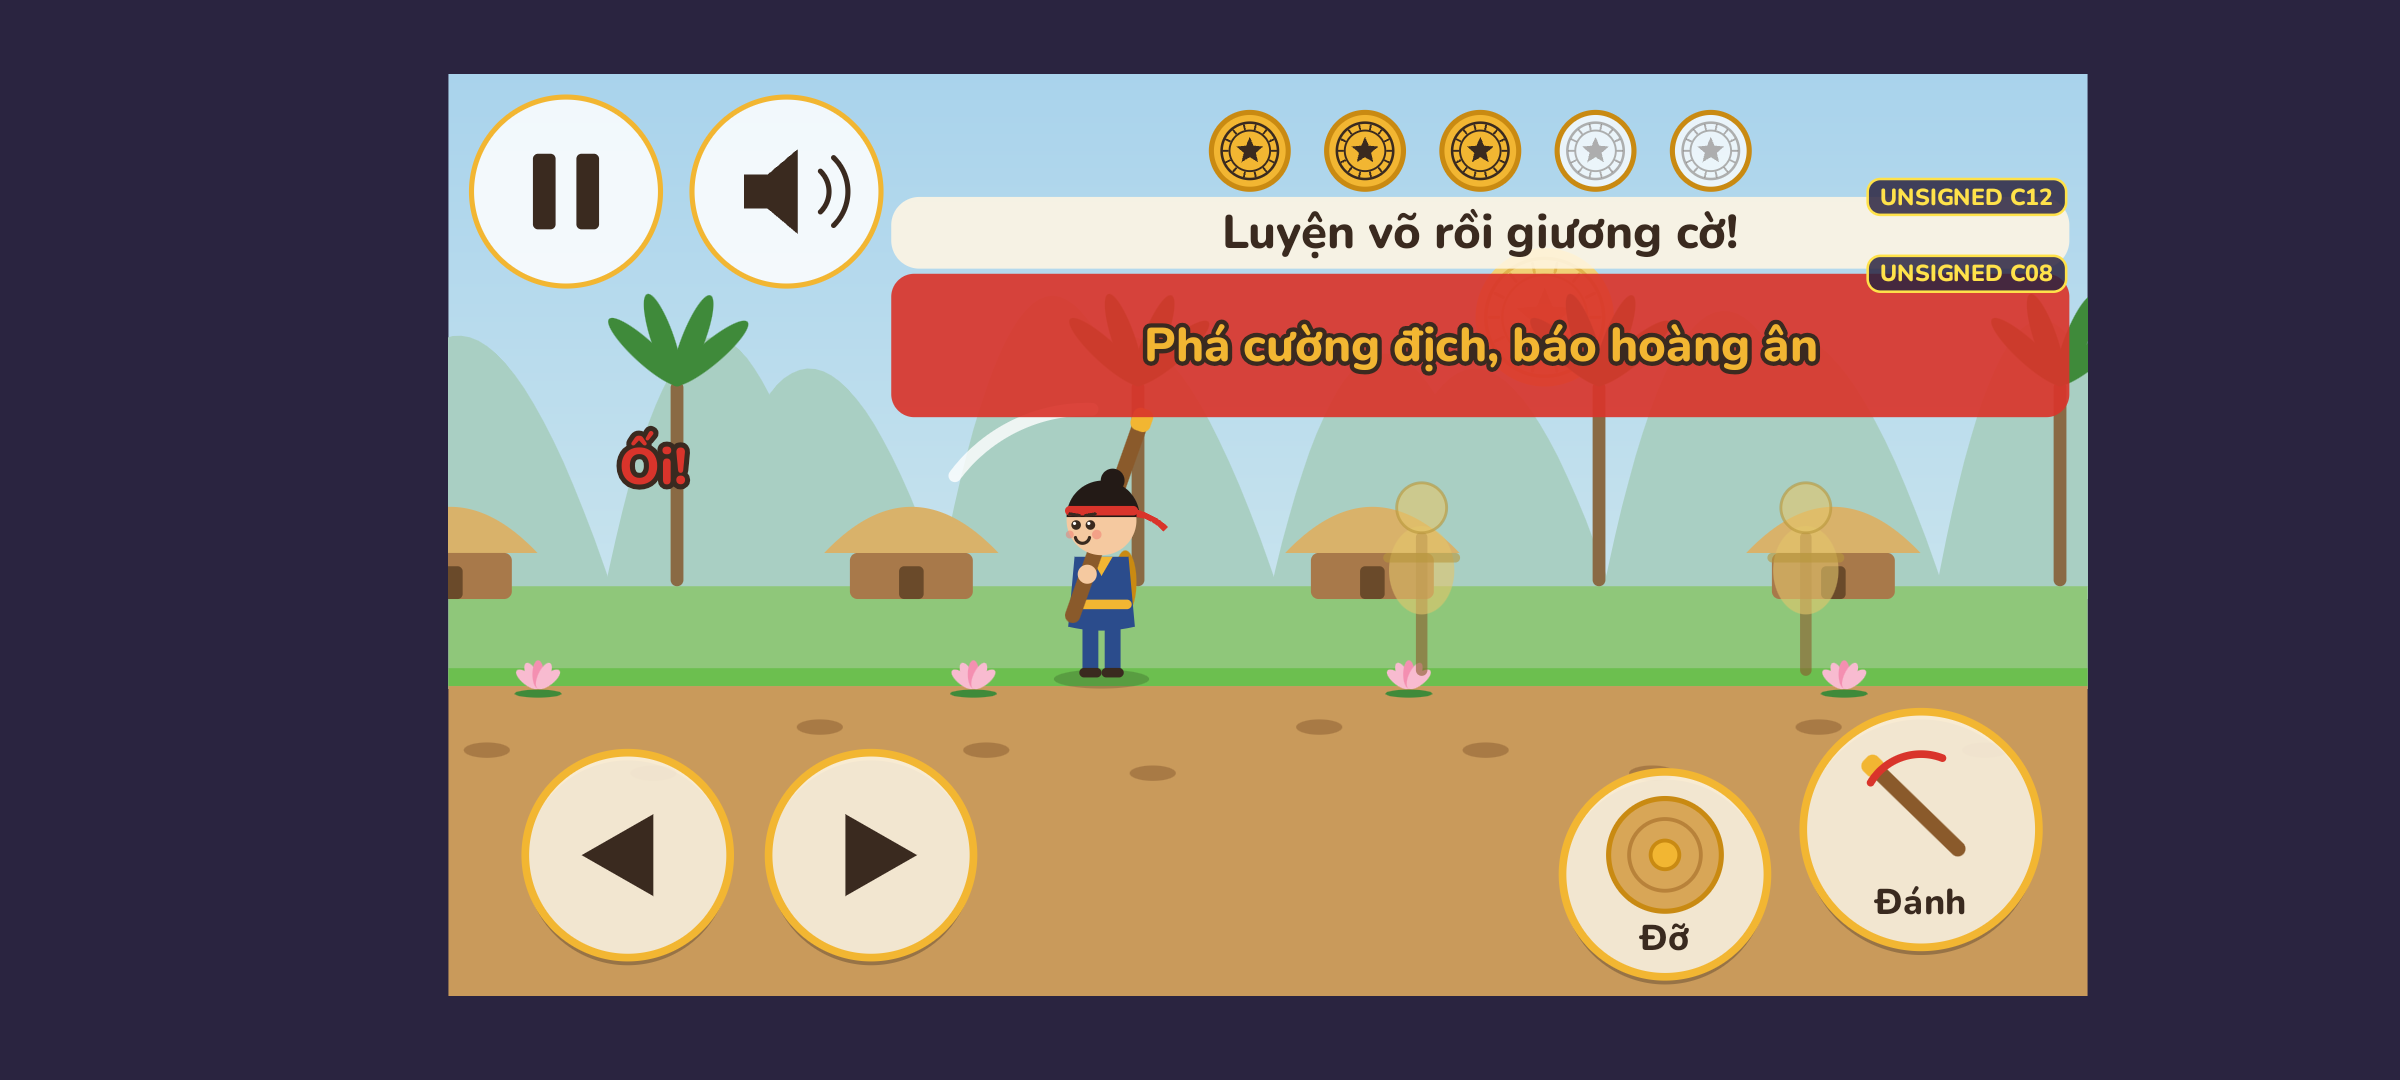 UNSIGNED C12
Luyện võ rồi giương cờ!
UNSIGNED C08
Phá cường địch, báo hoàng ân
Ối!
Đánh
Đỡ